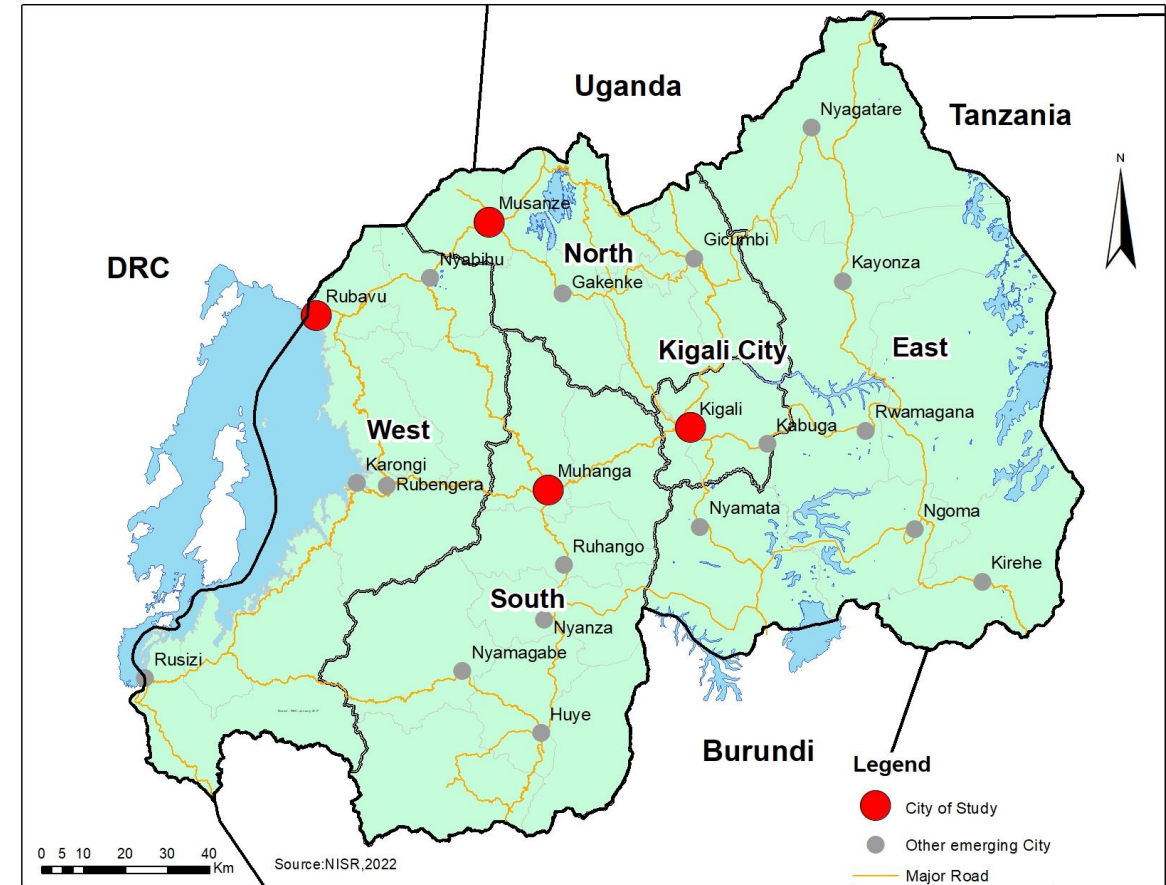 Uganda
Tanzania
Nyagatare
N
Musanze
North
Gicumbi
DRC
Nyabihu
Gakenke
Kayonza
Rubavu
Kigali City
East
Kigali
Rwamagana
West
Kabuga
Karongi
Rubengera
Muhanga
Nyamata
Ngoma
Ruhango
Kirehe
South
Nyanza
Rusizi
Nyamagabe
Huye
Burundi
Legend
City of Study
Other emerging City
Major Road
0 5 10 20 30 40
Km
Source:NISR,2022